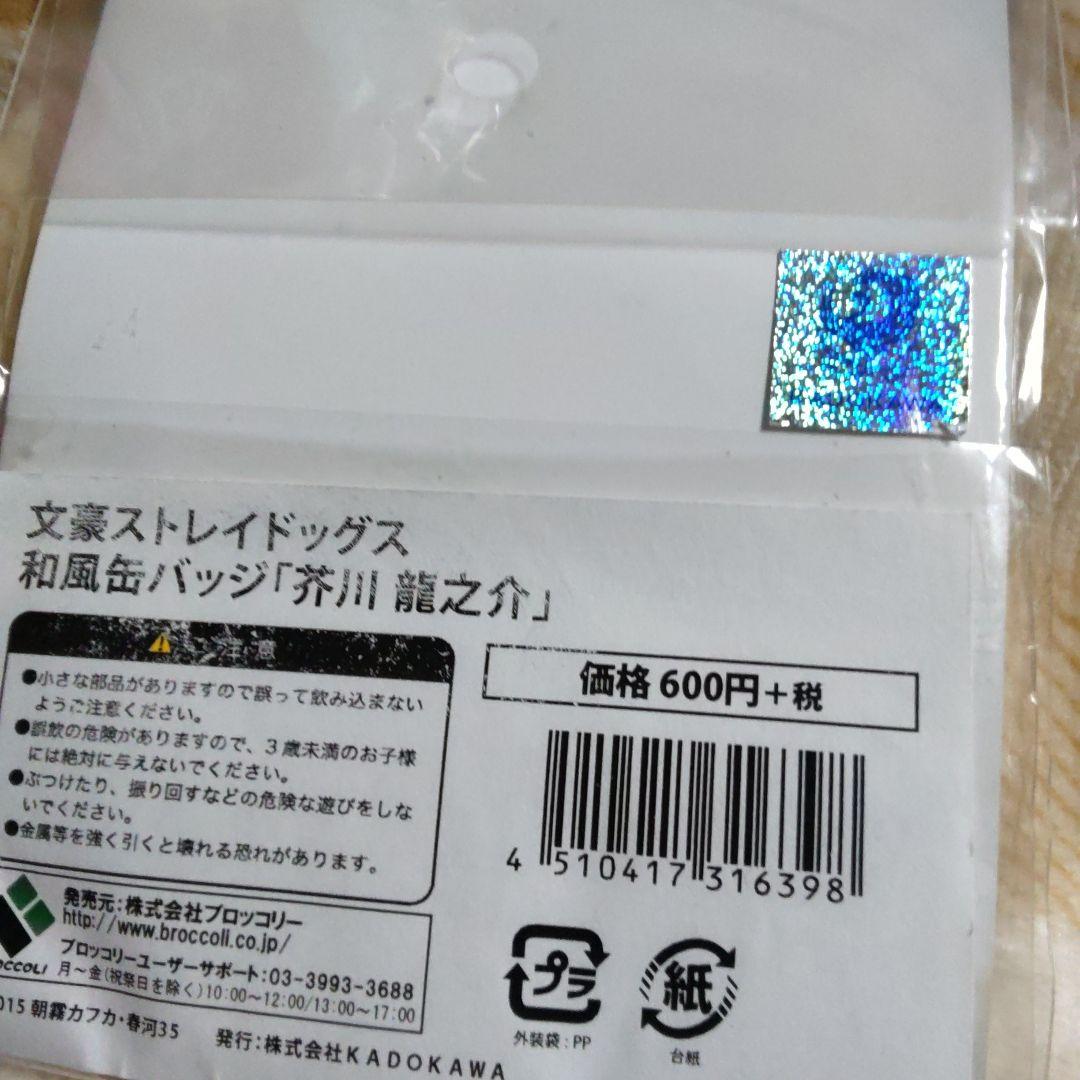 文豪ストレイドッグス
和風缶バッジ「芥川 龍之介」
ご注意
●小さな部品がありますので誤って飲み込まない
ようご注意ください。
●誤飲の危険がありますので、3歳未満のお子様
には絶対に与えないでください。
●ぶつけたり、振り回すなどの危険な遊びをしな
いでください。
●金属等を強く引くと壊れる恐れがあります。
価格 600円+税
4 510417 316398
発売元:株式会社ブロッコリー
http://www.broccoli.co.jp/
ブロッコリーユーザーサポート:03-3993-3688
月~金(祝祭日を除く)10:00~12:00/13:00~17:00
OCCOLI
015 朝霧カフカ・春河35
発行:株式会社KADOKAWA
プラ
外装袋:PP
紙
台紙